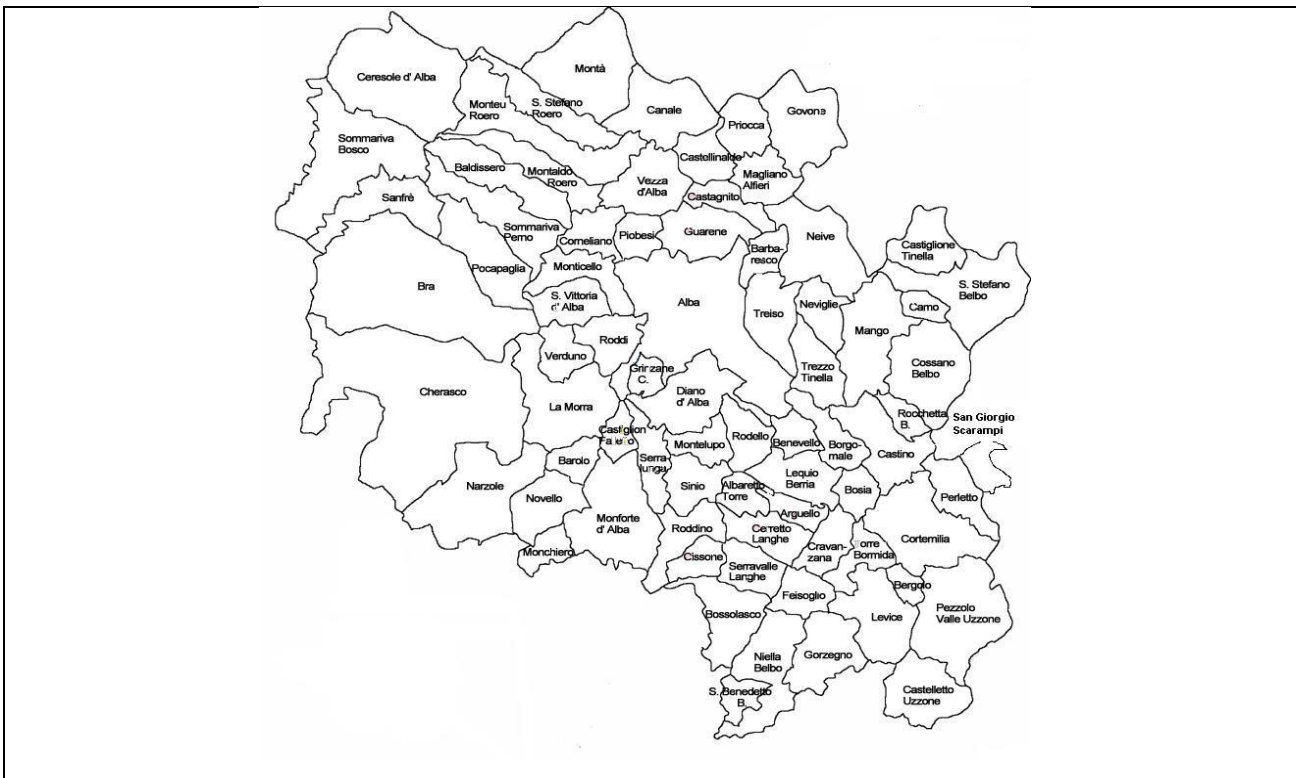 Montà
Ceresole d' Alba
Monteu
Roero
S. Stefano
Roero
Canale
Govone
Priocca
Sommariva
Bosco
Castellinaldo
Baldissero
Montaldo
Roero
Vezza
d'Alba
Magliano
Alfieri
Sanfrè
Castagnito
Sommariva
Perno
Corneliano
Piobesi
Guarene
Barba-
resco
Neive
Castiglione
Tinella
Pocapaglia
Monticello
Bra
S. Vittoria
d' Alba
Alba
Treiso
Neviglie
S. Stefano
Belbo
Camo
Mango
Verduno
Roddi
Grinzane
C.
Trezzo
Tinella
Cossano
Belbo
Cherasco
La Morra
Diano
d' Alba
Rocchetta
B.
San Giorgio
Scarampi
Castiglion
Falletto
Serra
lunga
Montelupo
Rodello
Benevello
Borgo-
male
Castino
Barolo
Narzole
Novello
Sinio
Albaretto
Torre
Lequio
Berria
Bosia
Perletto
Monforte
d' Alba
Arguello
Roddino
Cerretto
Langhe
Cravan-
zana
Torre
Bormida
Cortemilia
Monchiero
Cissone
Serravalle
Langhe
Feisoglio
Bergolo
Bossolasco
Levice
Pezzolo
Valle Uzzone
Niella
Belbo
Gorzegno
S. Benedetto
B.
Castelletto
Uzzone